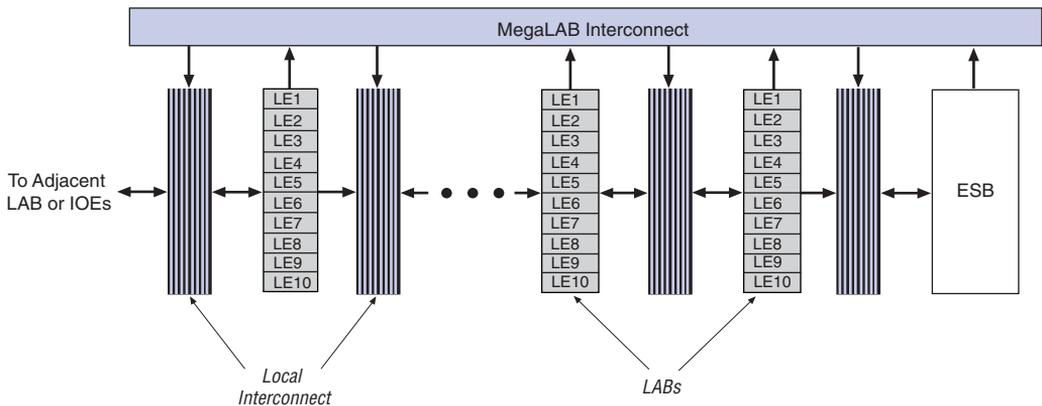 MegaLAB Interconnect
LE1
LE2
LE3
LE4
LE5
LE6
LE7
LE8
LE9
LE10
LE1
LE2
LE3
LE4
LE5
LE6
LE7
LE8
LE9
LE10
LE1
LE2
LE3
LE4
LE5
LE6
LE7
LE8
LE9
LE10
To Adjacent
LAB or IOEs
ESB
Local
Interconnect
LABs